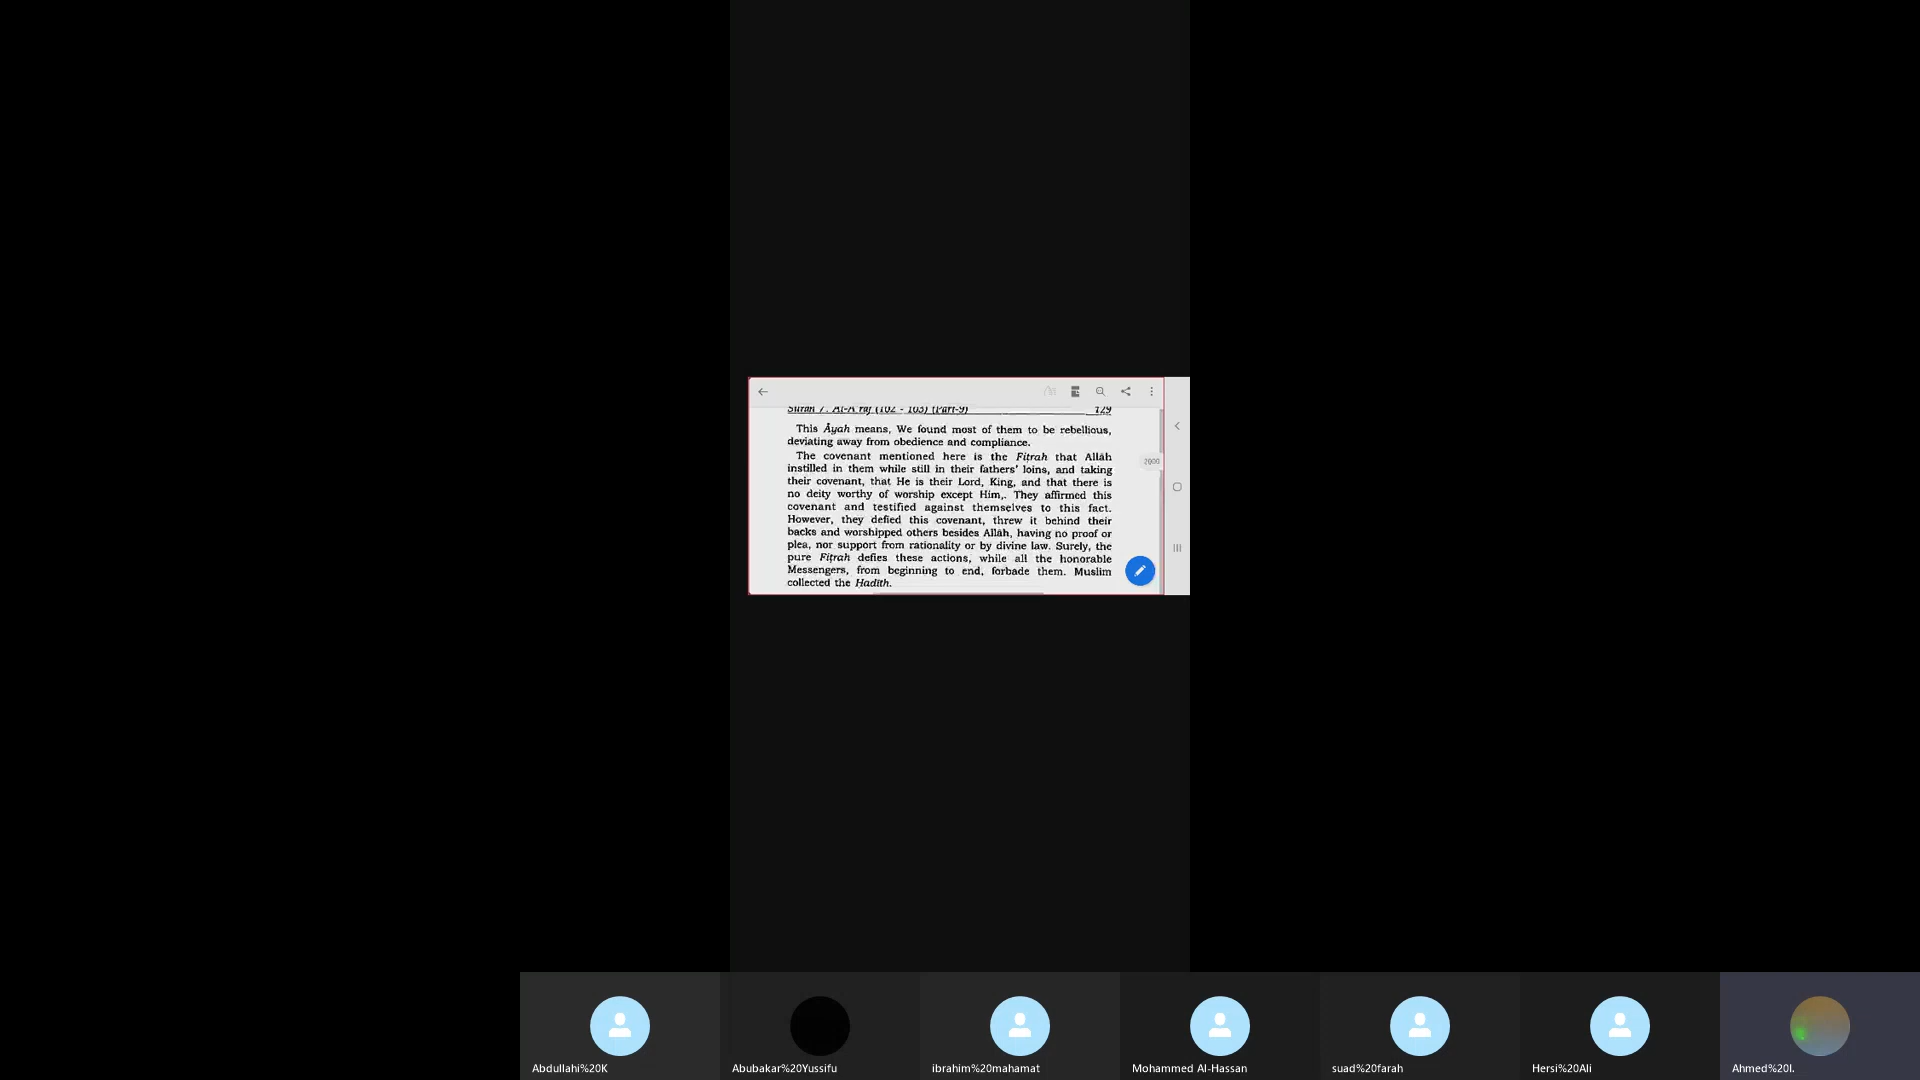 Surah 7. Al-A'raf (102 - 103) (Part-9) 129
This Āyah means, We found most of them to be rebellious,
deviating away from obedience and compliance.
The covenant mentioned here is the Fiṭrah that Allāh
instilled in them while still in their fathers' loins, and taking
their covenant, that He is their Lord, King, and that there is
no deity worthy of worship except Him,. They affirmed this
covenant and testified against themselves to this fact.
However, they defied this covenant, threw it behind their
backs and worshipped others besides Allāh, having no proof or
plea, nor support from rationality or by divine law. Surely, the
pure Fiṭrah defies these actions, while all the honorable
Messengers, from beginning to end, forbade them. Muslim
collected the Ḥadīth.
2000
Abdullahi%20K
Abubakar%20Yussifu
ibrahim%20mahamat
Mohammed Al-Hassan
suad%20farah
Hersi%20Ali
Ahmed%20I.